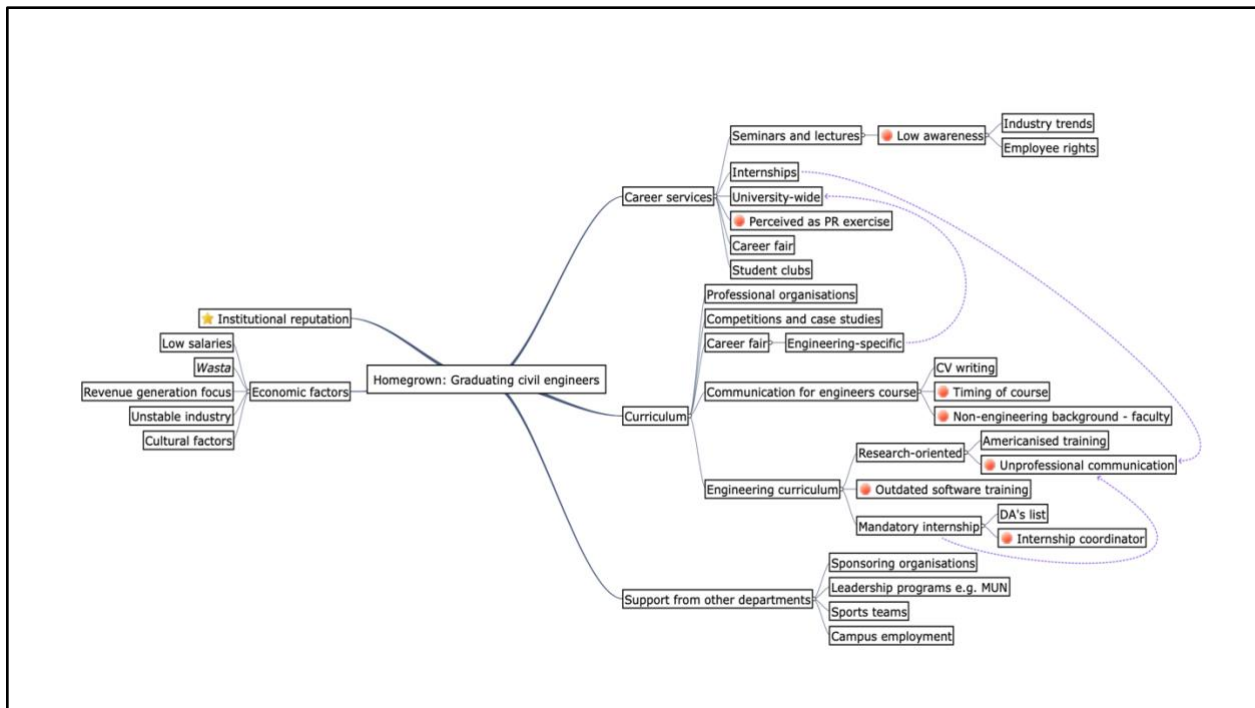 Homegrown: Graduating civil engineers
Institutional reputation
Economic factors
Low salaries
Wasta
Revenue generation focus
Unstable industry
Cultural factors
Career services
Seminars and lectures
Low awareness
Industry trends
Employee rights
Internships
University-wide
Perceived as PR exercise
Career fair
Student clubs
Curriculum
Professional organisations
Competitions and case studies
Career fair
Engineering-specific
Communication for engineers course
CV writing
Timing of course
Non-engineering background - faculty
Engineering curriculum
Research-oriented
Americanised training
Unprofessional communication
Outdated software training
Mandatory internship
DA's list
Internship coordinator
Support from other departments
Sponsoring organisations
Leadership programs e.g. MUN
Sports teams
Campus employment